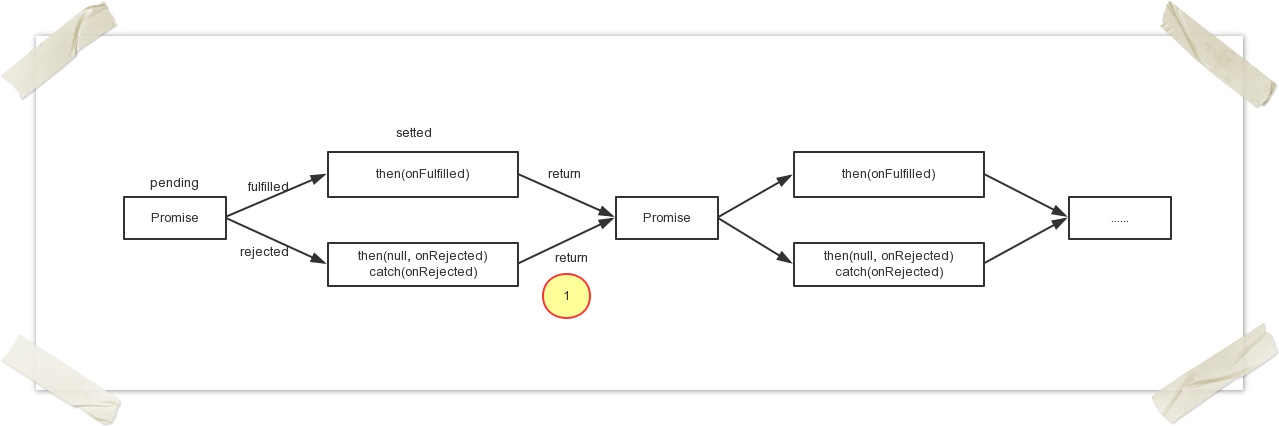 setted
then(onFulfilled)
return
then(onFulfilled)
pending
fulfilled
Promise
Promise
......
rejected
then(null, onRejected)
catch(onRejected)
return
then(null, onRejected)
catch(onRejected)
1